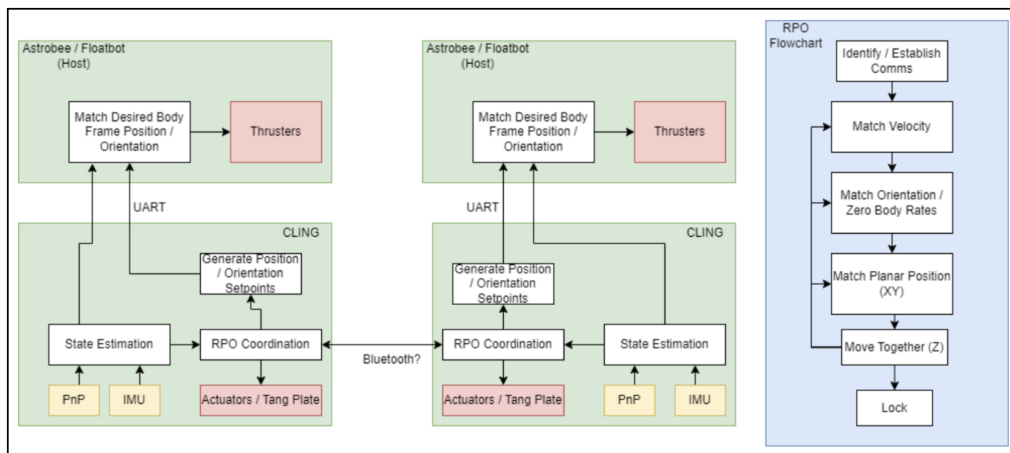 Astrobee / Floatbot
(Host)
Match Desired Body
Frame Position /
Orientation
Thrusters
UART
CLING
Generate Position
/ Orientation
Setpoints
State Estimation
RPO Coordination
PnP
IMU
Actuators / Tang Plate
Bluetooth?
Astrobee / Floatbot
(Host)
Match Desired Body
Frame Position /
Orientation
Thrusters
UART
CLING
Generate Position
/ Orientation
Setpoints
RPO Coordination
State Estimation
Actuators / Tang Plate
PnP
IMU
RPO
Flowchart
Identify / Establish
Comms
Match Velocity
Match Orientation /
Zero Body Rates
Match Planar Position
(XY)
Move Together (Z)
Lock